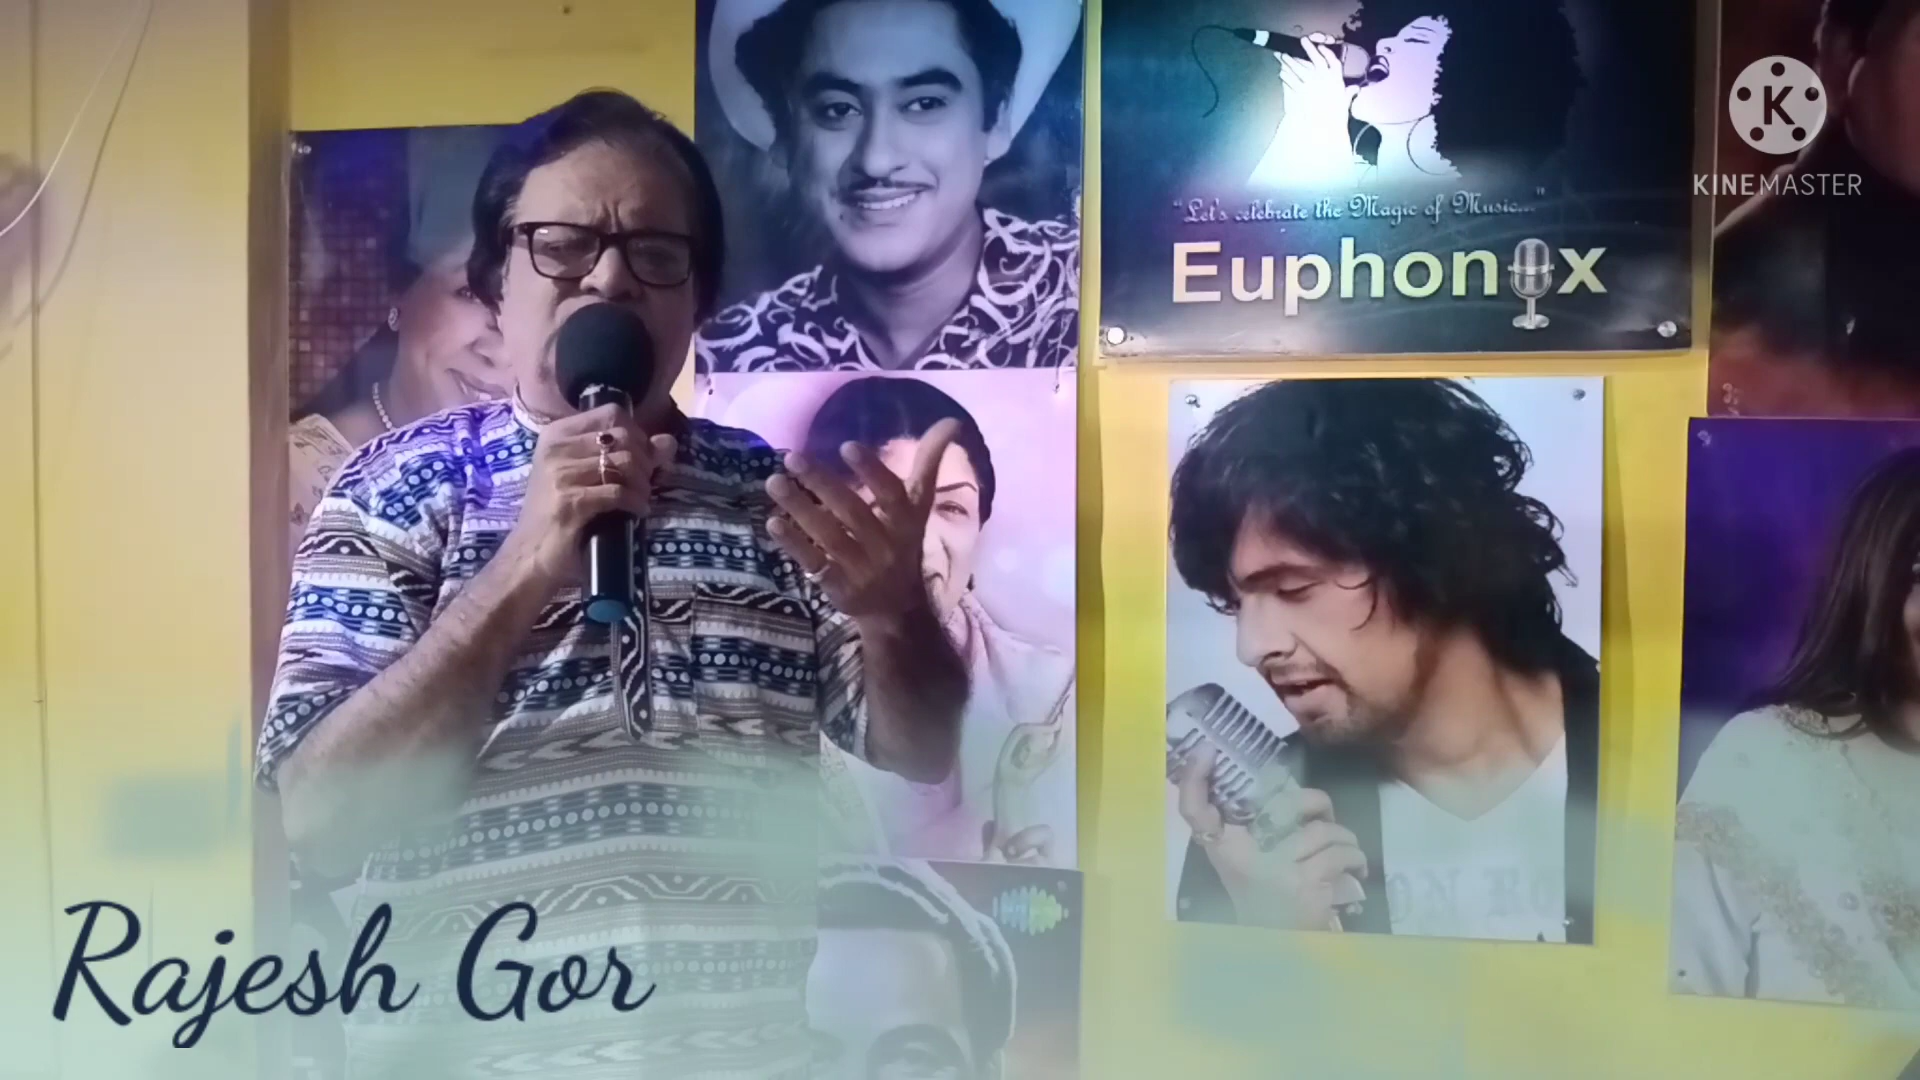 K
KINEMASTER
"Let's celebrate the Magic of Music..."
Euphonix
Rajesh Gor